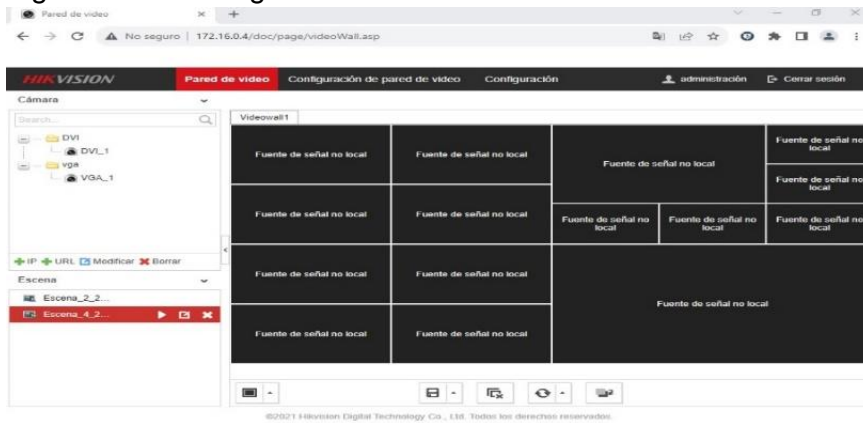 Pared de video
No seguro 172.16.0.4/doc/page/videoWall.asp
HIKVISION Pared de video Configuración de pared de video Configuración administración Cerrar sesión
Cámara
Search...
Videowall1
DVI
DVI_1
vga
VGA_1
Fuente de señal no local Fuente de señal no local Fuente de señal no local Fuente de señal no
local
Fuente de señal no
local
Fuente de señal no local Fuente de señal no local Fuente de señal no
local Fuente de señal no
local Fuente de señal no
local
IP URL Modificar Borrar
Escena
Escena_2_2...
Escena_4_2...
Fuente de señal no local Fuente de señal no local Fuente de señal no local
Fuente de señal no local Fuente de señal no local
©2021 Hikvision Digital Technology Co., Ltd. Todos los derechos reservados.